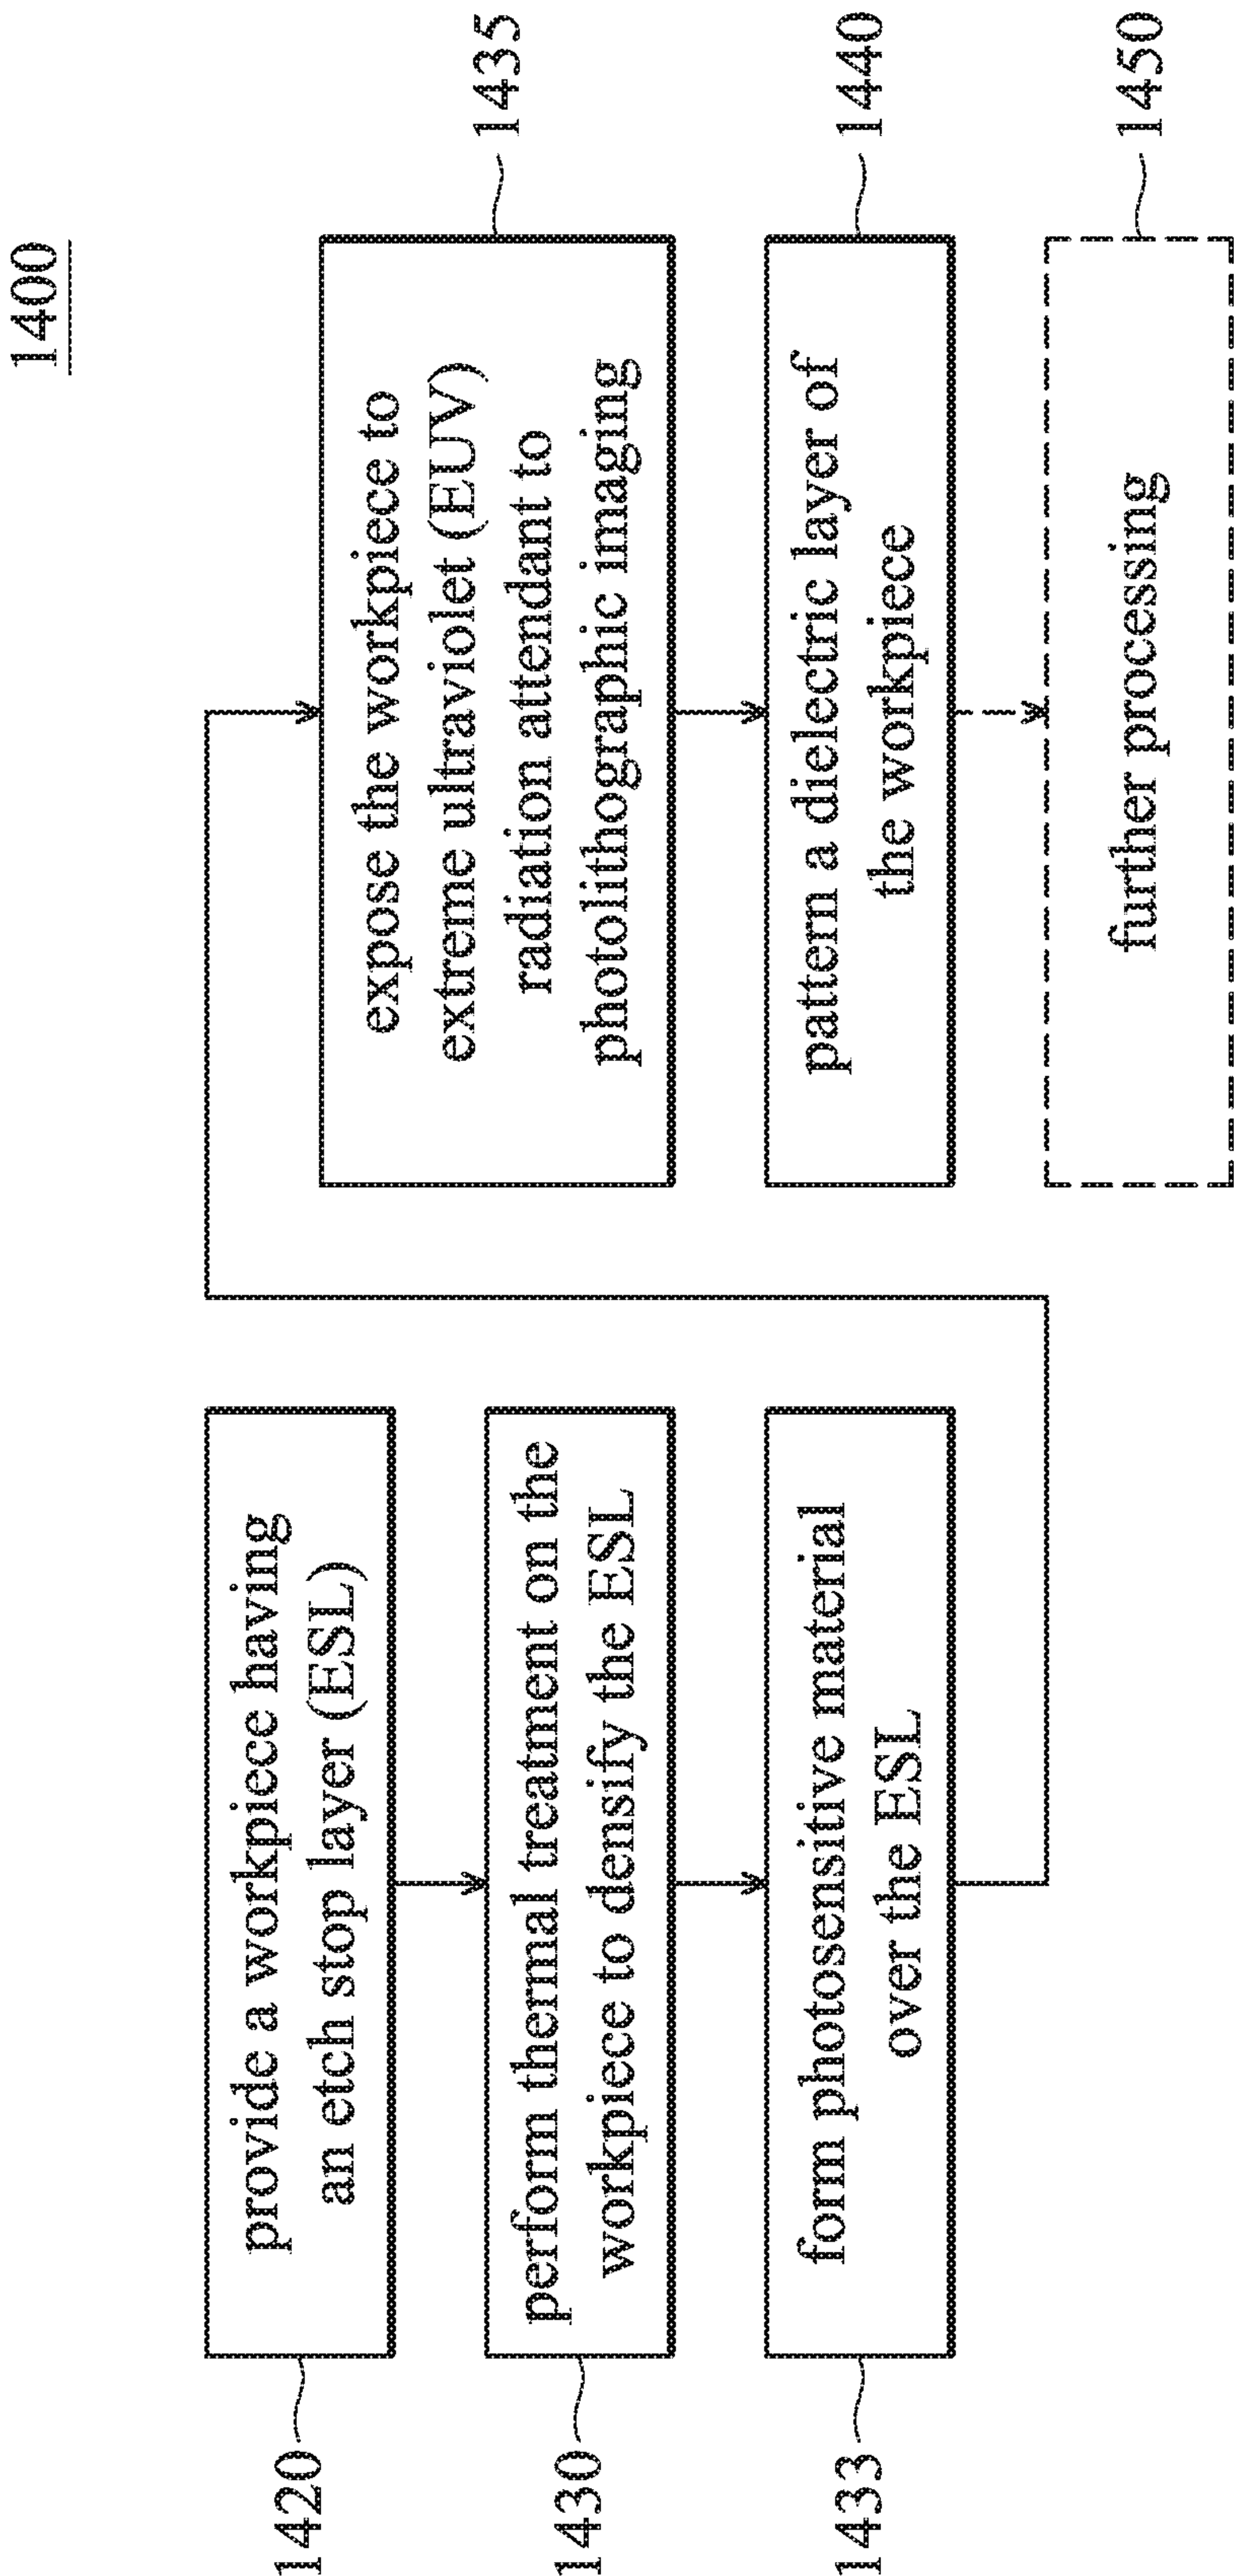 1400
1420
provide a workpiece having
an etch stop layer (ESL)
1430
perform thermal treatment on the
workpiece to densify the ESL
1433
form photosensitive material
over the ESL
expose the workpiece to
extreme ultraviolet (EUV)
radiation attendant to
photolithographic imaging
1435
pattern a dielectric layer of
the workpiece
1440
further processing
1450